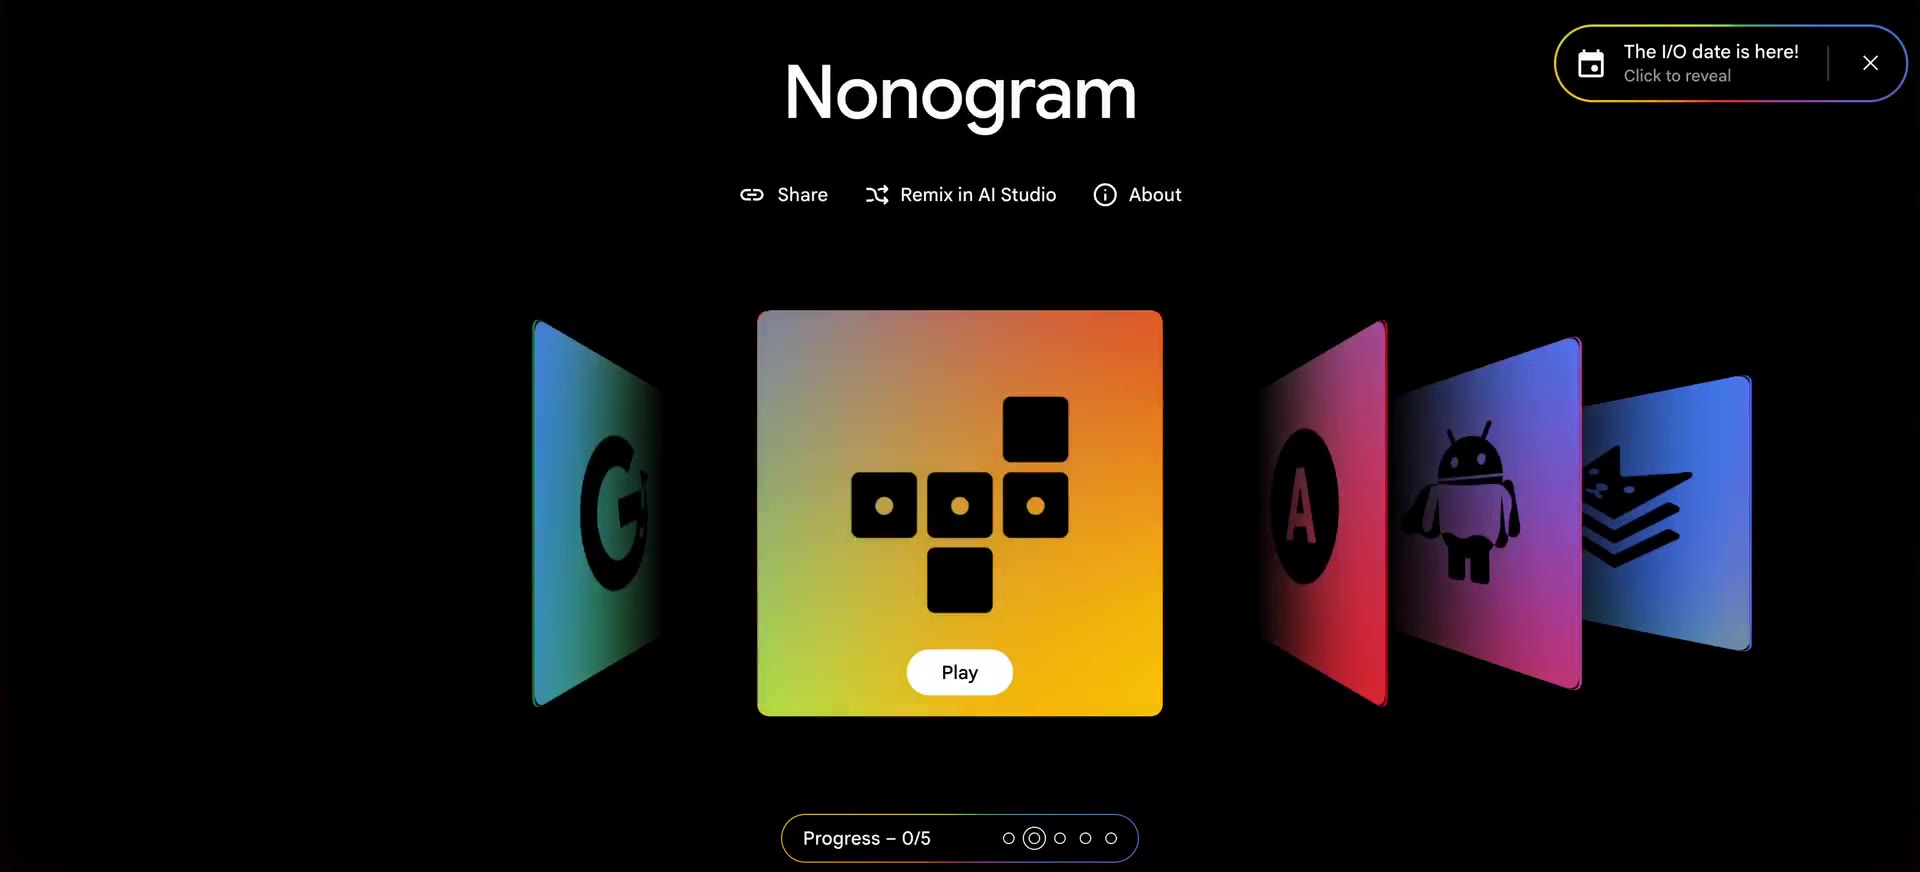 Nonogram
The I/O date is here!
Click to reveal
Share
Remix in AI Studio
About
G
A
Play
Progress – 0/5